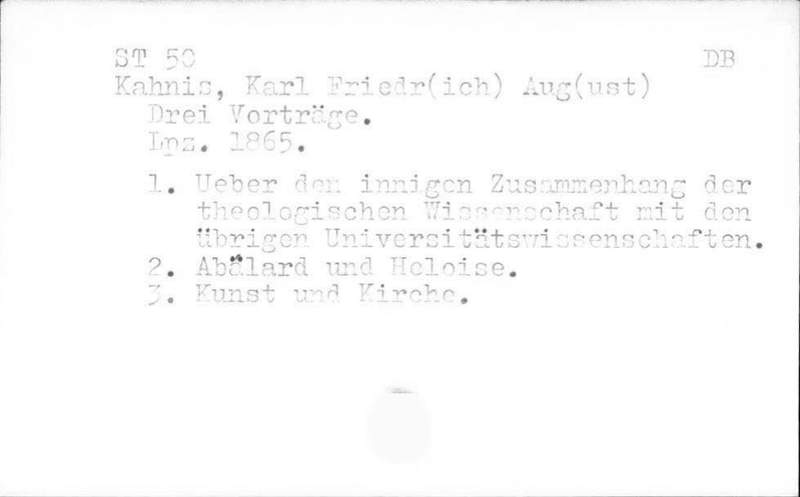 ST 50 DB
Kahnis, Karl Friedr(ich) Aug(ust)
Drei Vorträge.
Lpz. 1865.
1. Ueber den innigen Zusammenhang der
theologischen Wissenschaft mit den
übrigen Universitätswissenschaften.
2. Abälard und Heloise.
3. Kunst und Kirche.